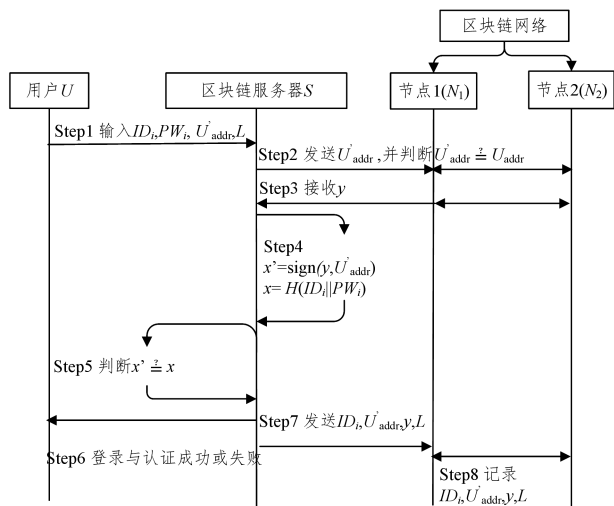 区块链网络
用户U
区块链服务器S
节点1(N₁)
节点2(N₂)
Step1 输入IDᵢ,PWᵢ, U'addr,L
Step2 发送U'addr ,并判断U'addr ≟ Uaddr
Step3 接收y
Step4
x'=sign(y,U'addr)
x= H(IDᵢ||PWᵢ)
Step5 判断x' ≟ x
Step7 发送IDᵢ,U'addr,y,L
Step6 登录与认证成功或失败
Step8 记录
IDᵢ,U'addr,y,L